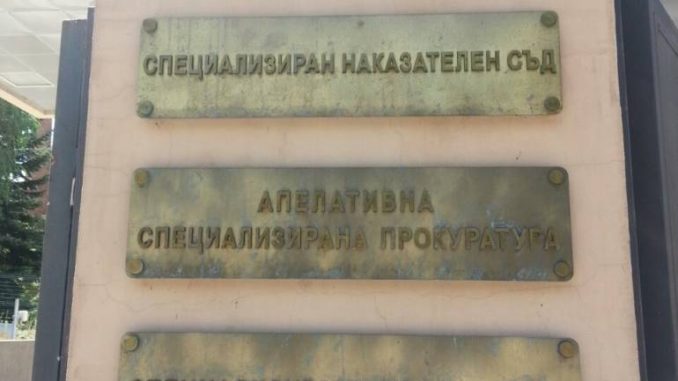 СПЕЦИАЛИЗИРАН НАКАЗАТЕЛЕН СЪД
АПЕЛАТИВНА
СПЕЦИАЛИЗИРАНА ПРОКУРАТУРА